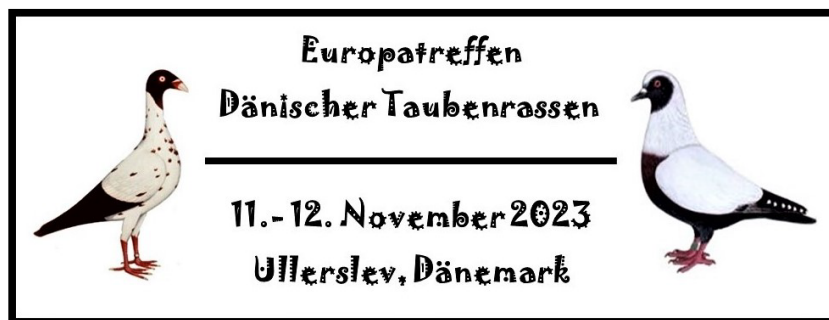 Europatreffen
Dänischer Taubenrassen
11.-12. November 2023
Ullerslev, Dänemark